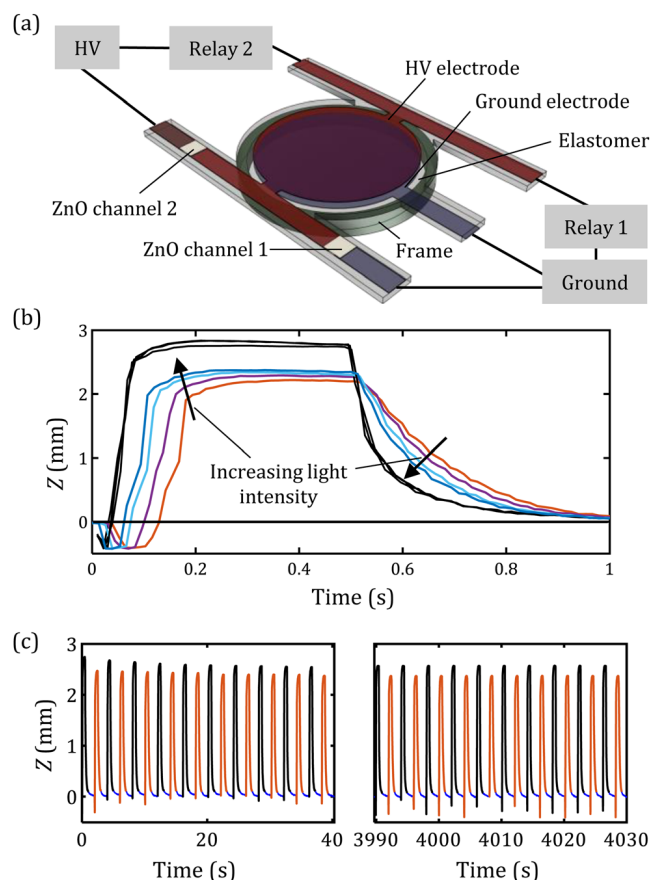 (a)
HV
Relay 2
HV electrode
Ground electrode
Elastomer
ZnO channel 2
ZnO channel 1
Frame
Relay 1
Ground
(b)
3
2
1
0
Z (mm)
Increasing light
intensity
0
0.2
0.4
0.6
0.8
1
Time (s)
(c)
3
2
1
0
Z (mm)
0
20
40
Time (s)
3990
4000
4010
4020
4030
Time (s)